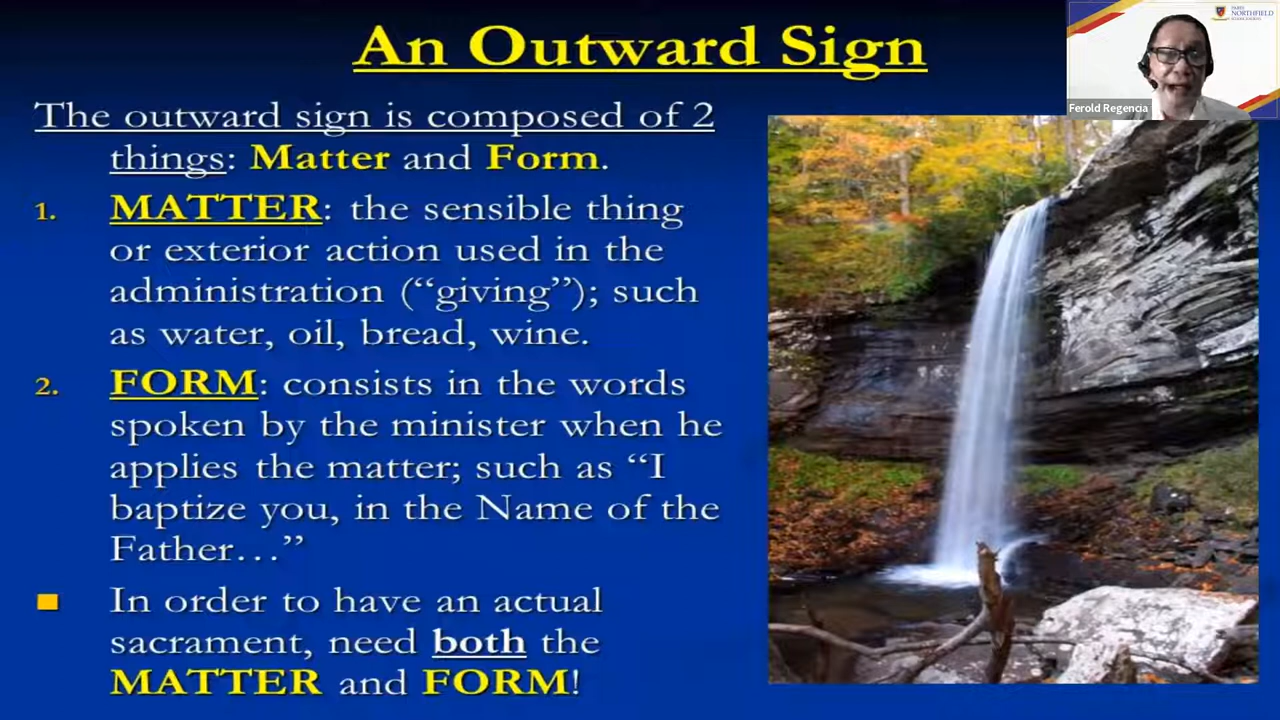 An Outward Sign
The outward sign is composed of 2
things: Matter and Form.
1. MATTER: the sensible thing
or exterior action used in the
administration (“giving”); such
as water, oil, bread, wine.
2. FORM: consists in the words
spoken by the minister when he
applies the matter; such as “I
baptize you, in the Name of the
Father…”
In order to have an actual
sacrament, need both the
MATTER and FORM!
NORTHFIELD
Ferold Regencia